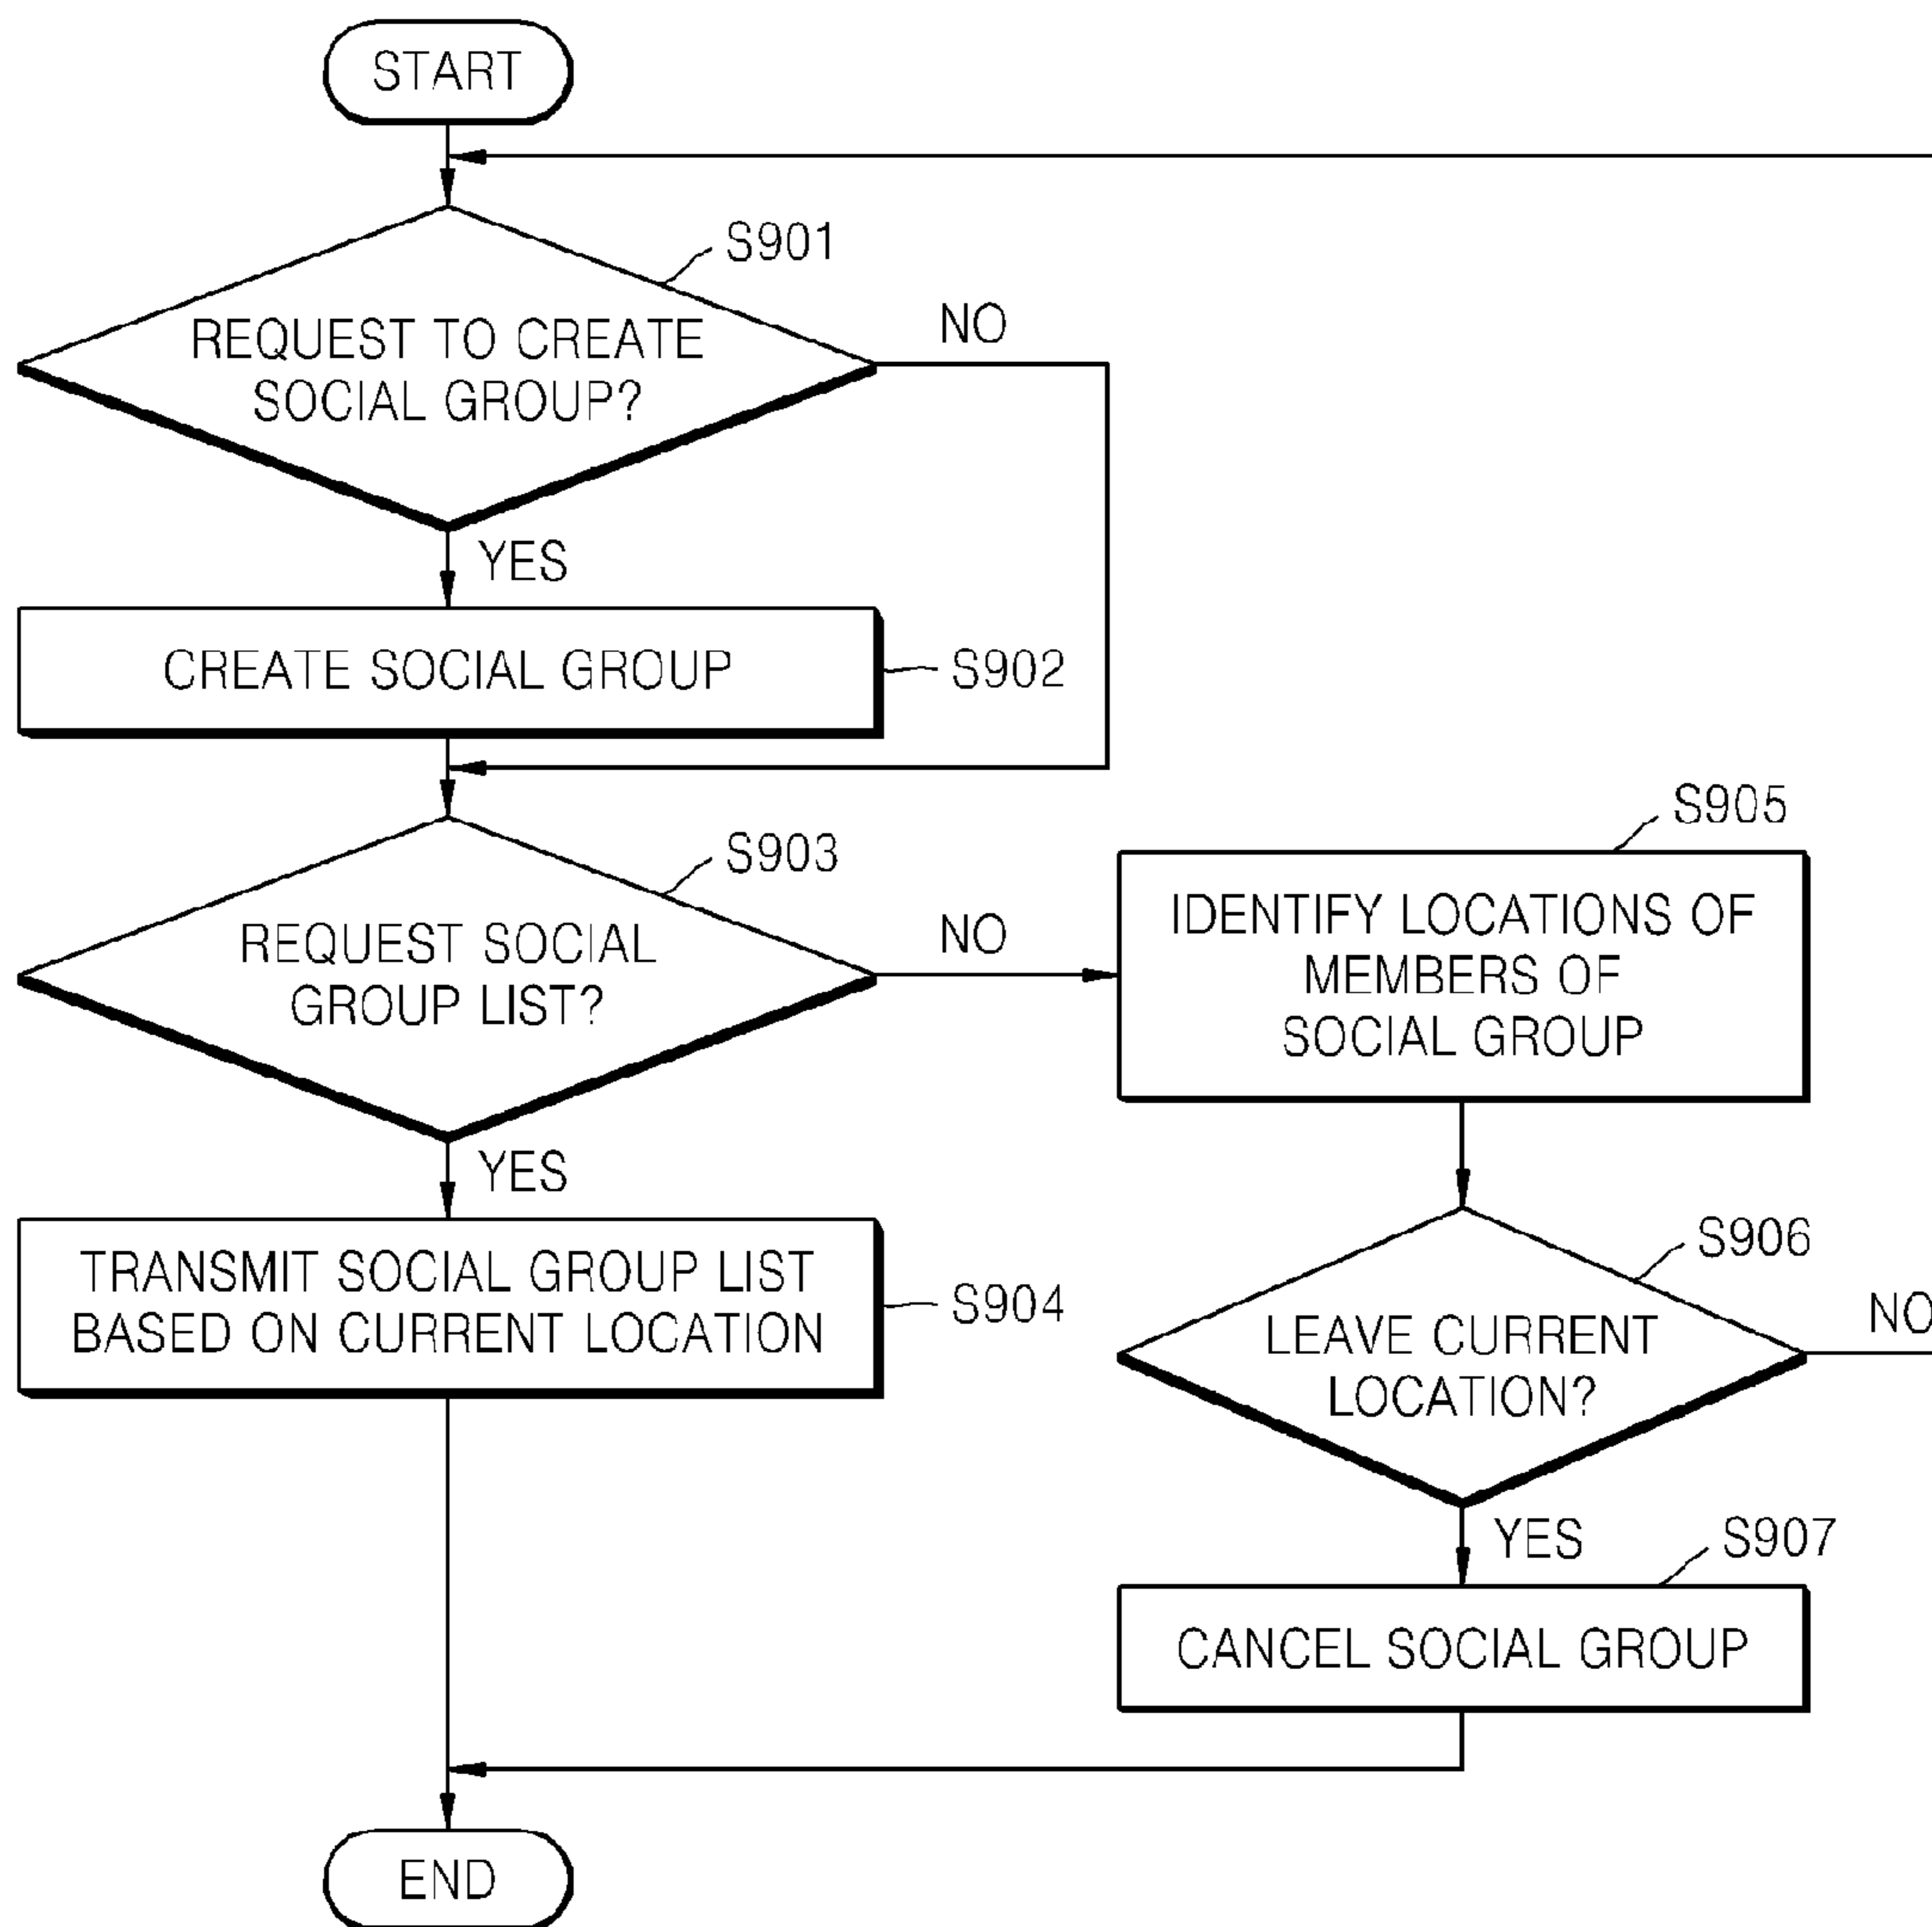 START
S901
REQUEST TO CREATE
SOCIAL GROUP?
NO
YES
CREATE SOCIAL GROUP
S902
S903
REQUEST SOCIAL
GROUP LIST?
NO
YES
TRANSMIT SOCIAL GROUP LIST
BASED ON CURRENT LOCATION
S904
S905
IDENTIFY LOCATIONS OF
MEMBERS OF
SOCIAL GROUP
S906
LEAVE CURRENT
LOCATION?
NO
YES
S907
CANCEL SOCIAL GROUP
END